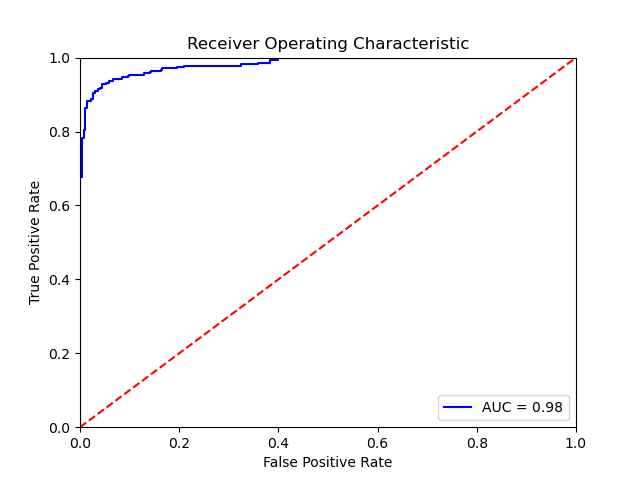 Receiver Operating Characteristic
True Positive Rate
1.0
0.8
0.6
0.4
0.2
0.0
AUC = 0.98
0.0 0.2 0.4 0.6 0.8 1.0
False Positive Rate